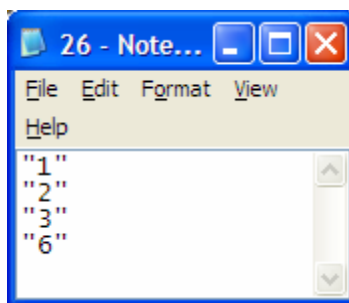 26 - Note...
File Edit Format View
Help
"1"
"2"
"3"
"6"